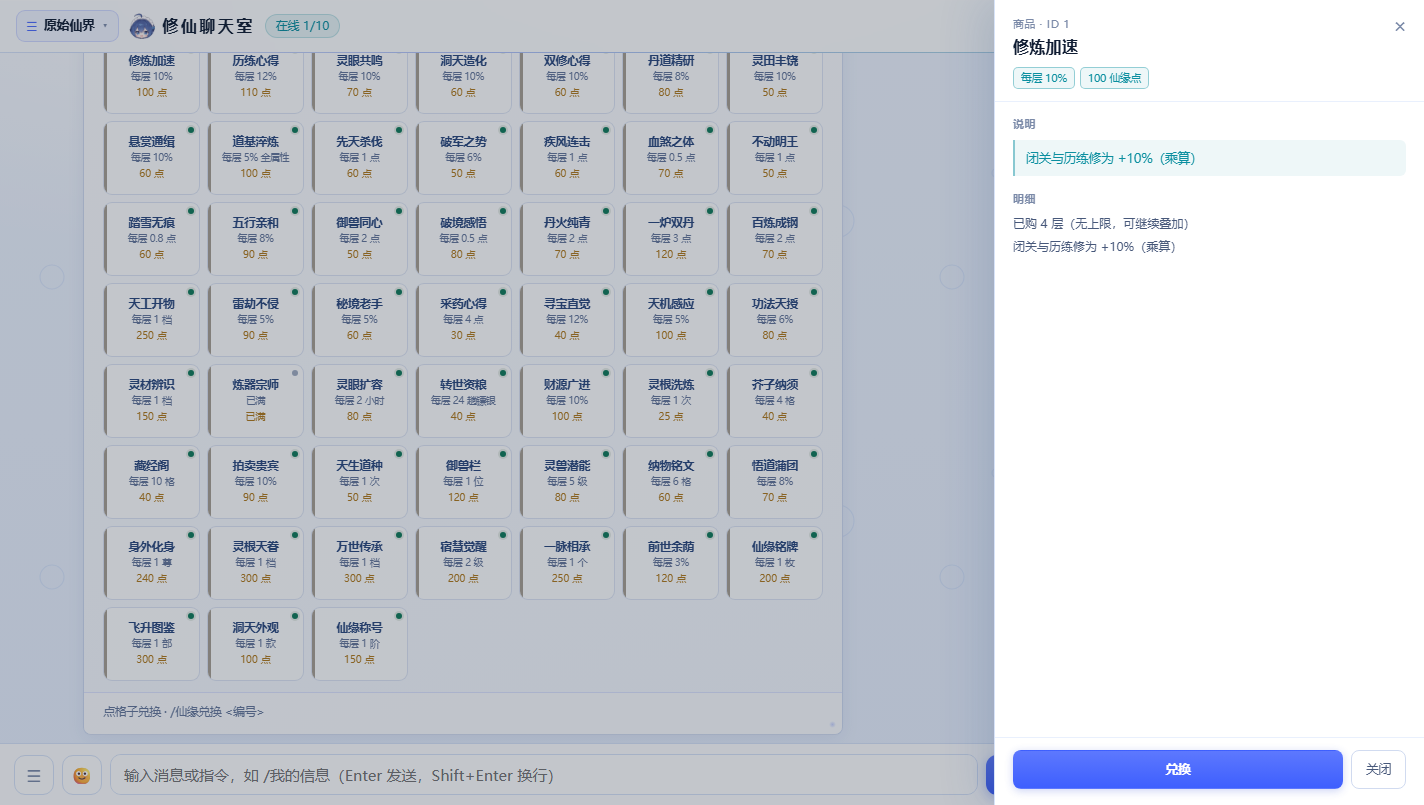 原始仙界
修仙聊天室
在线 1/10
修炼加速 历练心得 灵眼共鸣 洞天造化 双修心得 丹道精研 灵田丰饶
每层 10% 每层 12% 每层 10% 每层 10% 每层 10% 每层 8% 每层 10%
100 点 110 点 70 点 60 点 60 点 80 点 50 点
悬赏通缉 道基淬炼 先天杀伐 破军之势 疾风连击 血煞之体 不动明王
每层 10% 每层 5% 全属性 每层 1 点 每层 6% 每层 1 点 每层 0.5 点 每层 1 点
60 点 100 点 60 点 50 点 60 点 70 点 50 点
踏雪无痕 五行亲和 御兽同心 破境感悟 丹火纯青 一炉双丹 百炼成钢
每层 0.8 点 每层 8% 每层 2 点 每层 0.5 点 每层 2 点 每层 3 点 每层 2 点
60 点 90 点 50 点 80 点 70 点 120 点 70 点
天工开物 雷劫不侵 秘境老手 采药心得 寻宝直觉 天机感应 功法天授
每层 1 档 每层 5% 每层 5% 每层 4 点 每层 12% 每层 5% 每层 6%
250 点 90 点 60 点 30 点 40 点 100 点 80 点
灵材辨识 炼器宗师 灵眼扩容 转世资粮 财源广进 灵根洗炼 芥子纳须
每层 1 档 已满 每层 2 小时 每层 24 趟镖银 每层 10% 每层 1 次 每层 4 格
150 点 已满 80 点 40 点 100 点 25 点 40 点
藏经阁 拍卖贵宾 天生道种 御兽栏 灵兽潜能 纳物铭文 悟道蒲团
每层 10 格 每层 10% 每层 1 次 每层 1 位 每层 5 级 每层 6 格 每层 8%
40 点 90 点 50 点 120 点 80 点 60 点 70 点
身外化身 灵根天眷 万世传承 宿慧觉醒 一脉相承 前世余荫 仙缘铭牌
每层 1 尊 每层 1 档 每层 1 档 每层 2 级 每层 1 个 每层 3% 每层 1 枚
240 点 300 点 300 点 200 点 250 点 120 点 200 点
飞升图鉴 洞天外观 仙缘称号
每层 1 部 每层 1 款 每层 1 阶
300 点 100 点 150 点
点格子兑换 · /仙缘兑换 <编号>
输入消息或指令，如 /我的信息（Enter 发送，Shift+Enter 换行）
商品 · ID 1
修炼加速
每层 10% 100 仙缘点
说明
闭关与历练修为 +10%（乘算）
明细
已购 4 层（无上限，可继续叠加）
闭关与历练修为 +10%（乘算）
兑换
关闭